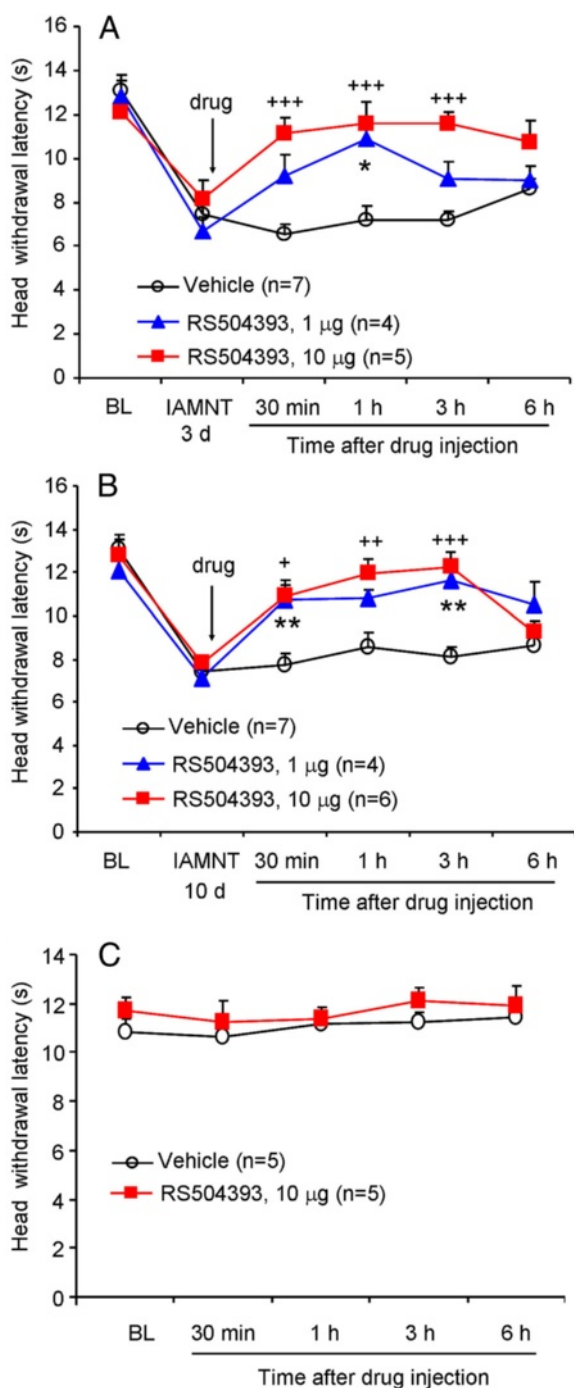 A
Head withdrawal latency (s)
16
14
12
10
8
6
4
2
0
drug
+++
+++
+++
*
Vehicle (n=7)
RS504393, 1 μg (n=4)
RS504393, 10 μg (n=5)
BL
IAMNT
3 d
30 min
1 h
3 h
6 h
Time after drug injection
B
Head withdrawal latency (s)
16
14
12
10
8
6
4
2
0
drug
+
++
+++
**
**
Vehicle (n=7)
RS504393, 1 μg (n=4)
RS504393, 10 μg (n=6)
BL
IAMNT
10 d
30 min
1 h
3 h
6 h
Time after drug injection
C
Head withdrawal latency (s)
14
12
10
8
6
4
2
0
Vehicle (n=5)
RS504393, 10 μg (n=5)
BL
30 min
1 h
3 h
6 h
Time after drug injection